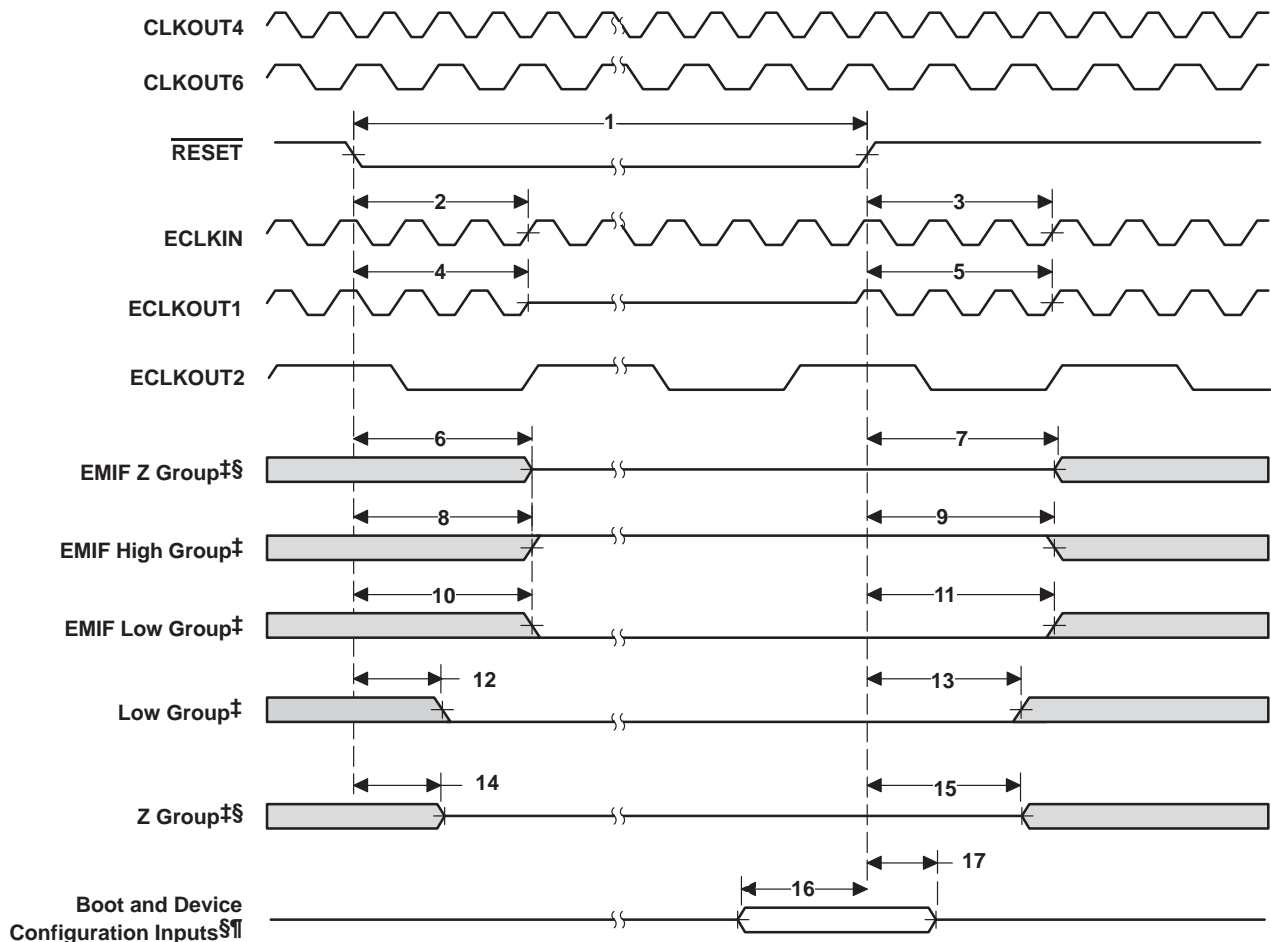 CLKOUT4
CLKOUT6
1
RESET
2
3
ECLKIN
4
5
ECLKOUT1
ECLKOUT2
6
7
EMIF Z Group‡§
8
9
EMIF High Group‡
10
11
EMIF Low Group‡
12
13
Low Group‡
14
15
Z Group‡§
17
16
Boot and Device
Configuration Inputs§¶